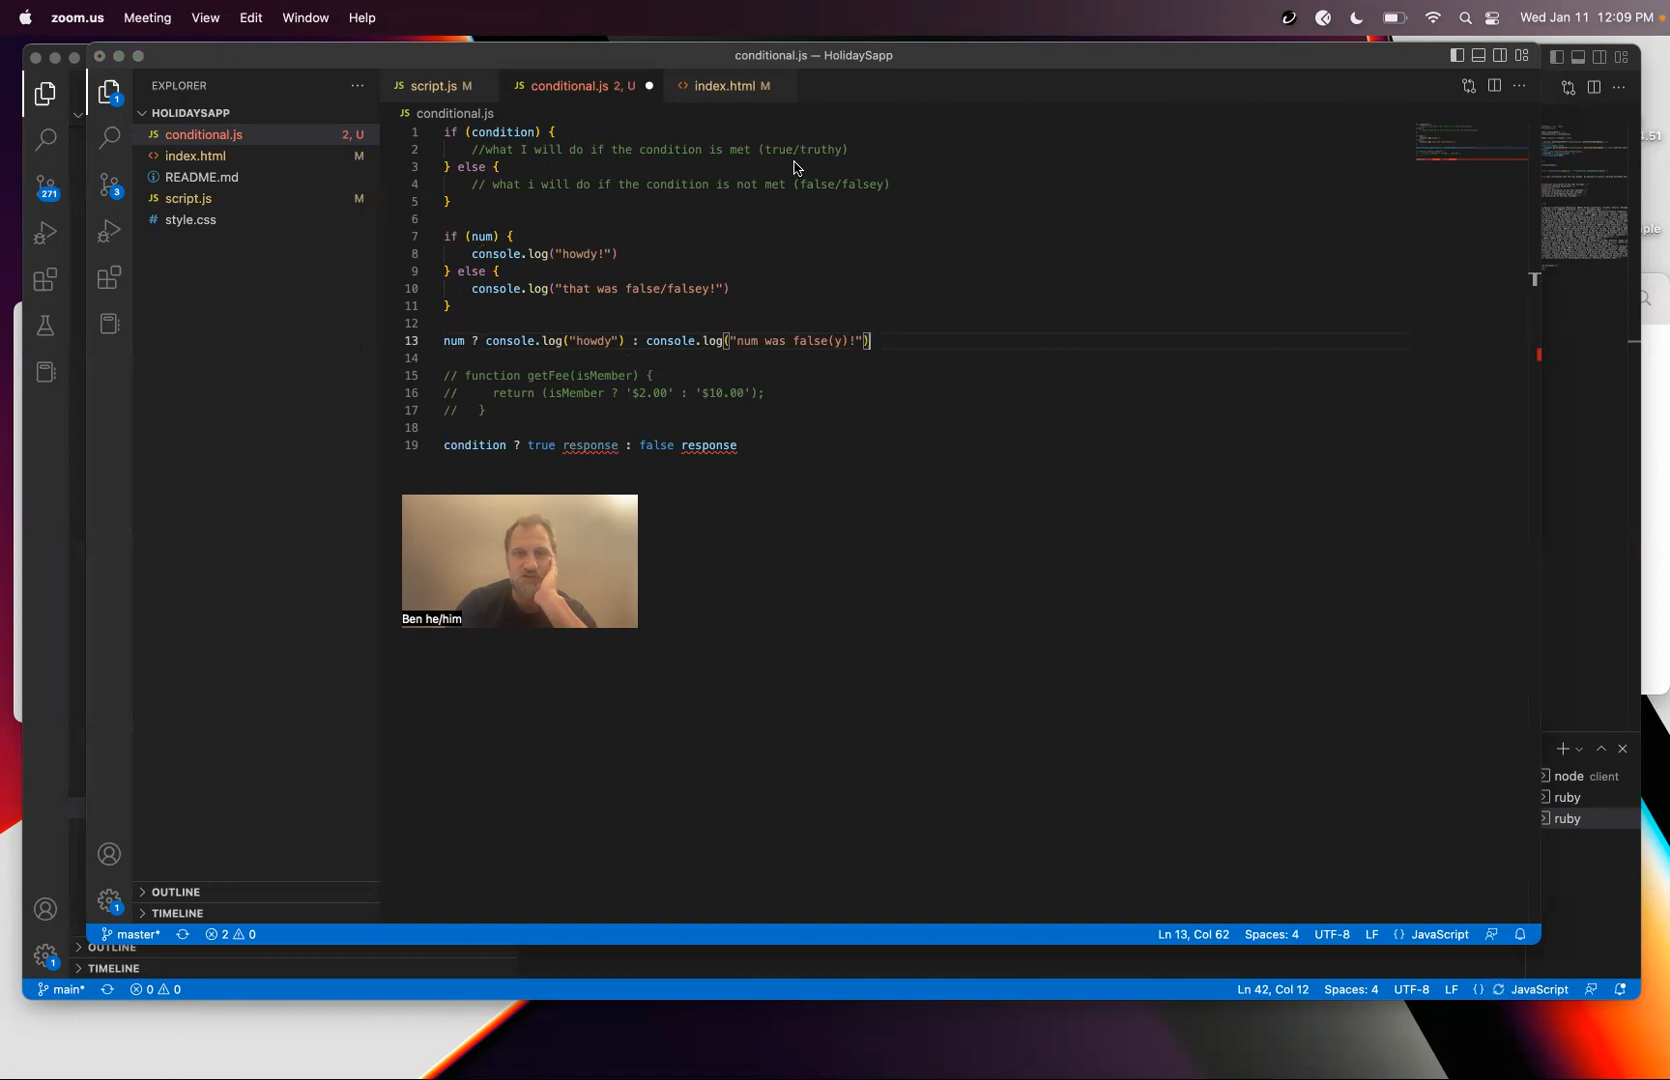 zoom.us Meeting View Edit Window Help Wed Jan 11 12:09 PM
conditional.js — HolidaySapp
EXPLORER
HOLIDAYSAPP
conditional.js 2, U
index.html M
README.md
script.js M
style.css
271
1
3
script.js M conditional.js 2, U index.html M
conditional.js
1 if (condition) {
2 //what I will do if the condition is met (true/truthy)
3 } else {
4 // what i will do if the condition is not met (false/falsey)
5 }
6
7 if (num) {
8 console.log("howdy!")
9 } else {
10 console.log("that was false/falsey!")
11 }
12
13 num ? console.log("howdy") : console.log("num was false(y)!")
14
15 // function getFee(isMember) {
16 // return (isMember ? '$2.00' : '$10.00');
17 // }
18
19 condition ? true response : false response
Ben he/him
4.51
ple
node client
ruby
ruby
1
OUTLINE
TIMELINE
master* 2 0 Ln 13, Col 62 Spaces: 4 UTF-8 LF {} JavaScript
OUTLINE
1
TIMELINE
main* 0 0 Ln 42, Col 12 Spaces: 4 UTF-8 LF {} JavaScript